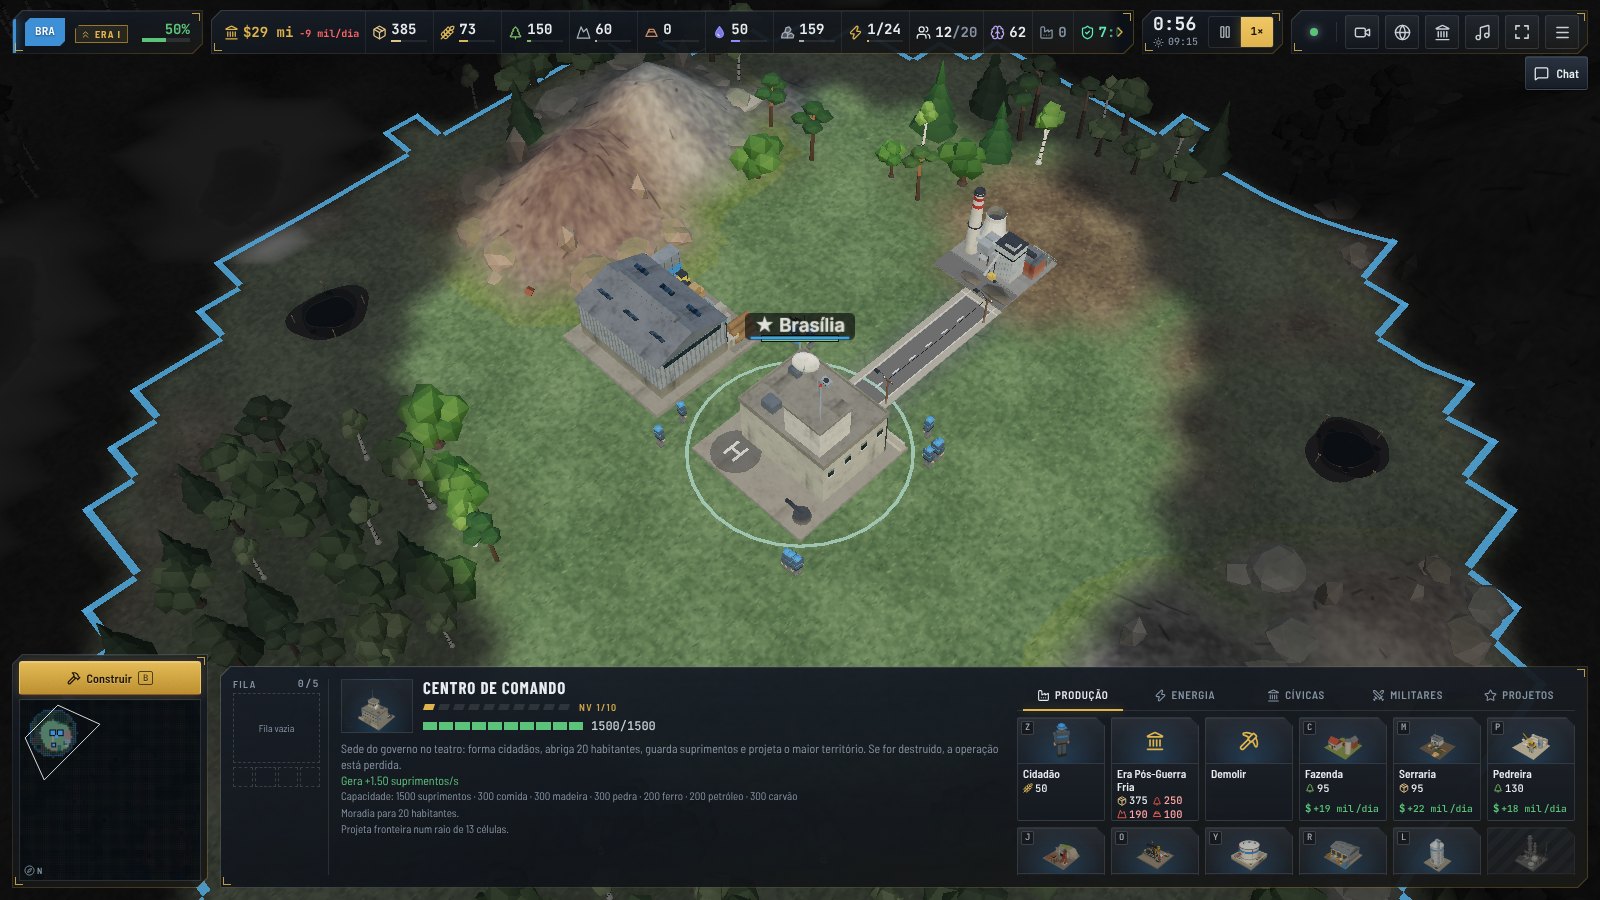 BRA
ERA I
50%
$29 mi -9 mil/dia
385
73
150
60
0
50
159
1/24
12/20
62
0
0:56
09:15
1×
Chat
★ Brasília
Construir B
N
FILA 0/5
Fila vazia
CENTRO DE COMANDO
NV 1/10
1500/1500
Sede do governo no teatro: forma cidadãos, abriga 20 habitantes, guarda suprimentos e projeta o maior território. Se for destruído, a operação
está perdida.
Gera +1.50 suprimentos/s
Capacidade: 1500 suprimentos · 300 comida · 300 madeira · 300 pedra · 200 ferro · 200 petróleo · 300 carvão
Moradia para 20 habitantes.
Projeta fronteira num raio de 13 células.
PRODUÇÃO
ENERGIA
CÍVICAS
MILITARES
PROJETOS
Z
Cidadão
50
Era Pós-Guerra
Fria
375 250
190 100
Demolir
C
Fazenda
95
$+19 mil/dia
M
Serraria
95
$+22 mil/dia
P
Pedreira
130
$+18 mil/dia
J
O
Y
R
L
H